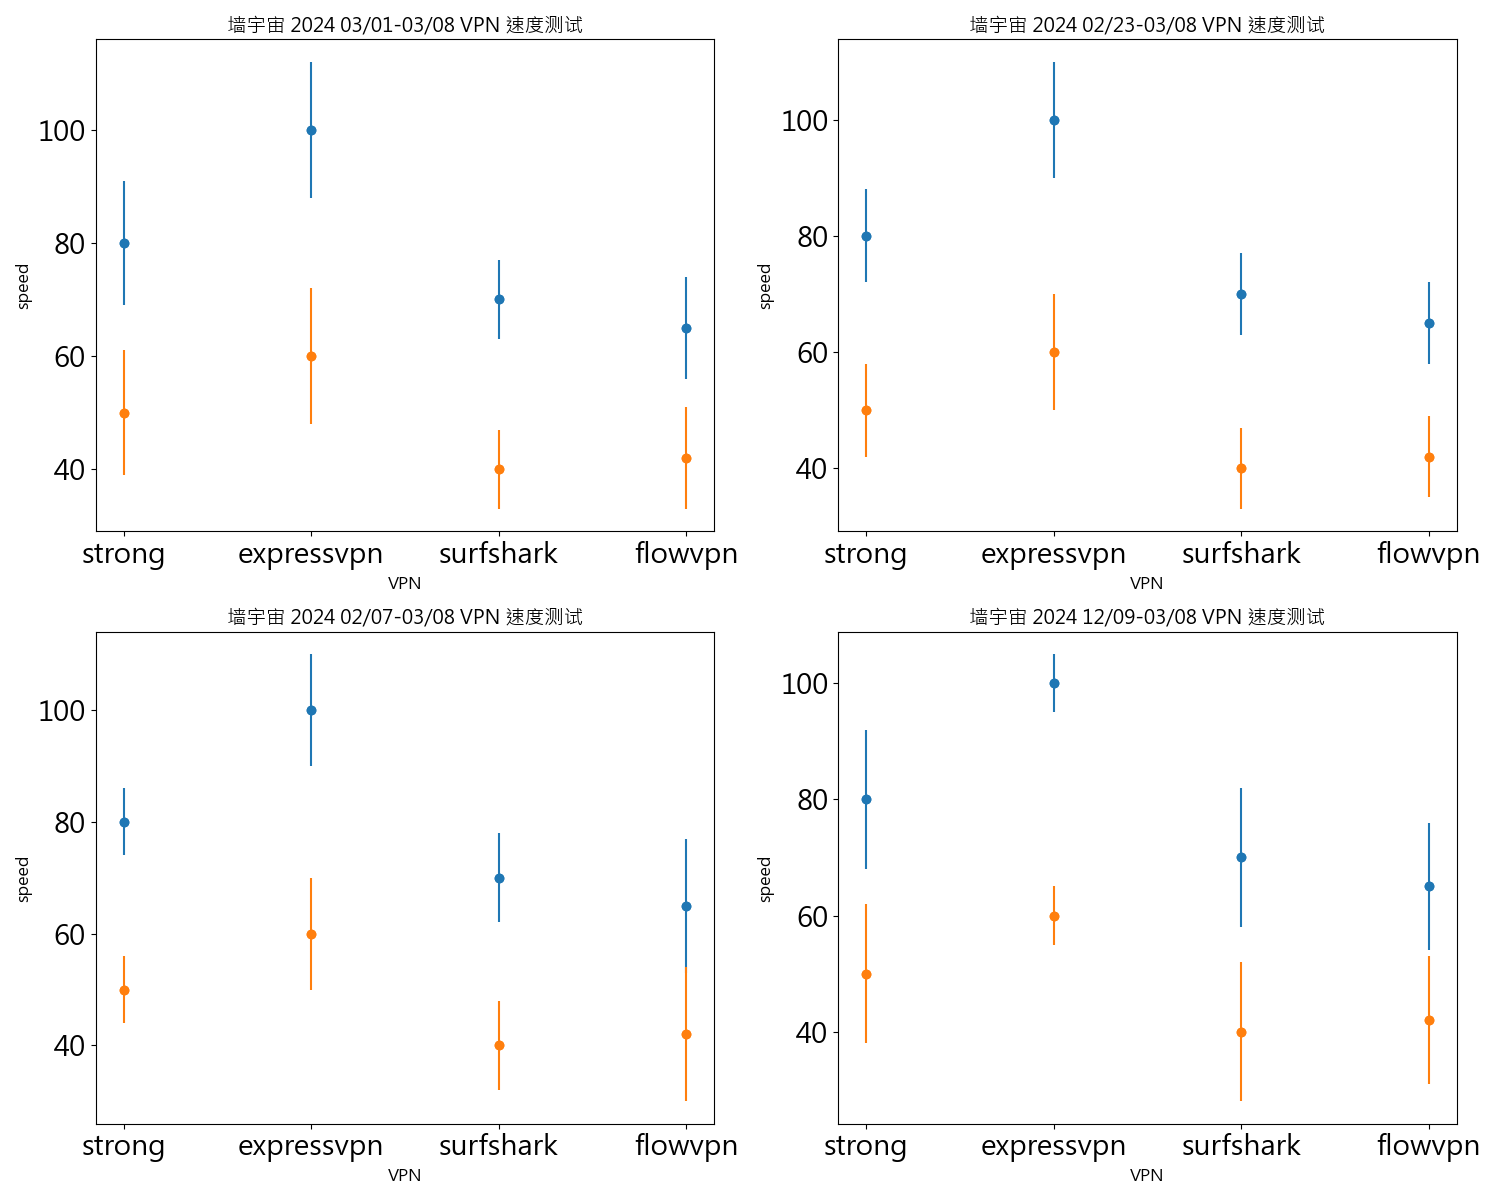 墙宇宙 2024 03/01-03/08 VPN 速度测试
100
80
60
40
speed
strong expressvpn surfshark flowvpn
VPN
墙宇宙 2024 02/23-03/08 VPN 速度测试
100
80
60
40
speed
strong expressvpn surfshark flowvpn
VPN
墙宇宙 2024 02/07-03/08 VPN 速度测试
100
80
60
40
speed
strong expressvpn surfshark flowvpn
VPN
墙宇宙 2024 12/09-03/08 VPN 速度测试
100
80
60
40
speed
strong expressvpn surfshark flowvpn
VPN